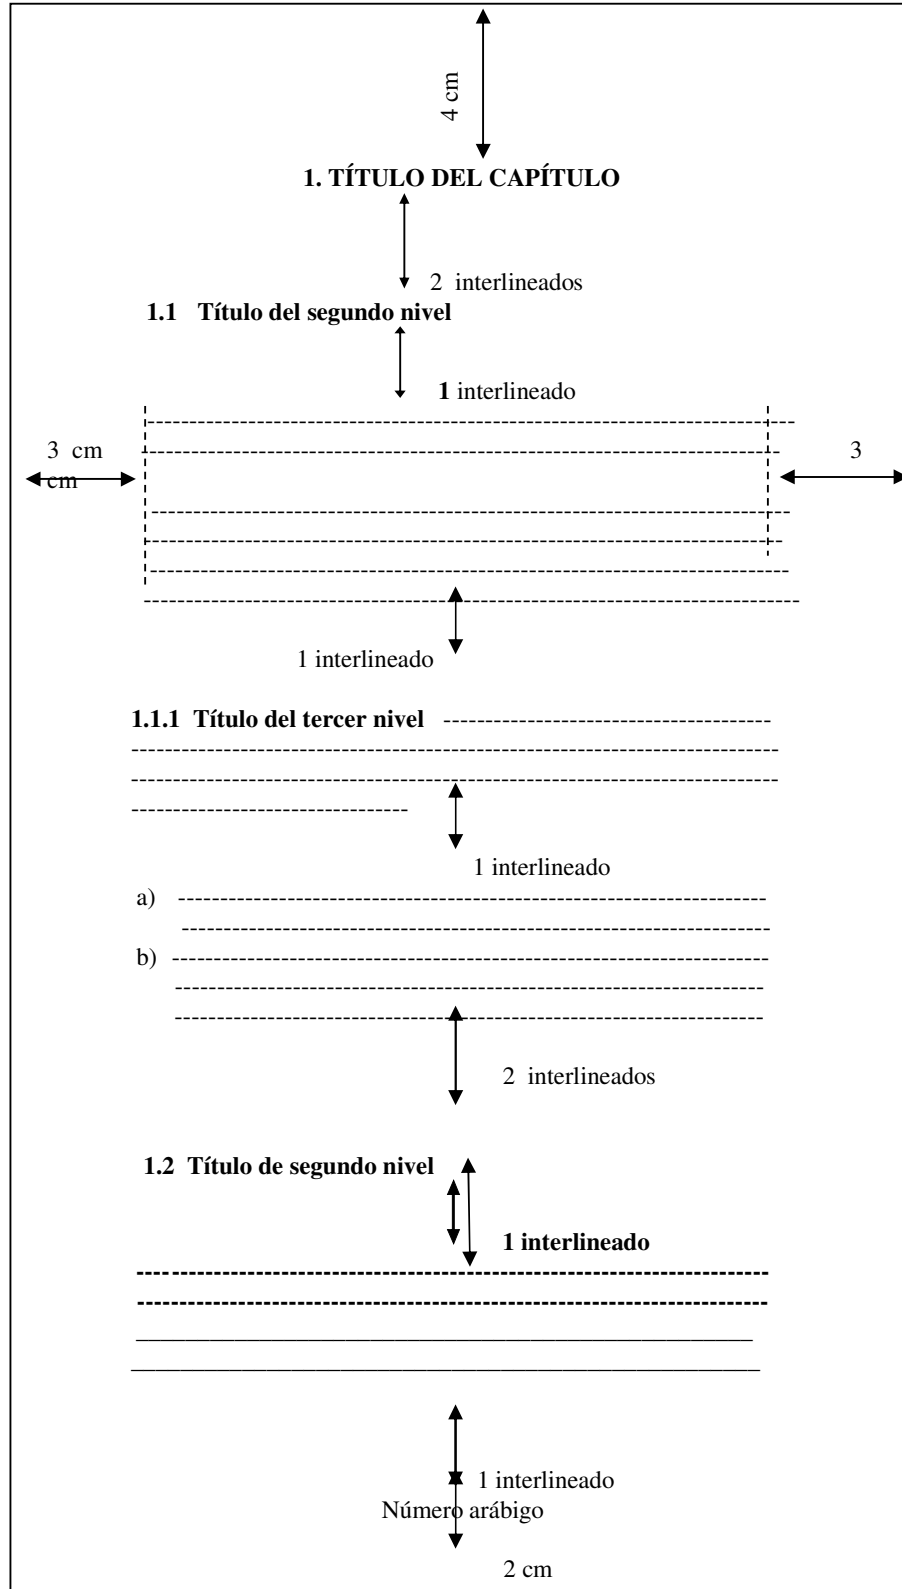 4 cm
1. TÍTULO DEL CAPÍTULO
2 interlineados
1.1 Título del segundo nivel
1 interlineado
3 cm 3
cm
1 interlineado
1.1.1 Título del tercer nivel
1 interlineado
a)
b)
2 interlineados
1.2 Título de segundo nivel
1 interlineado
1 interlineado
Número arábigo
2 cm